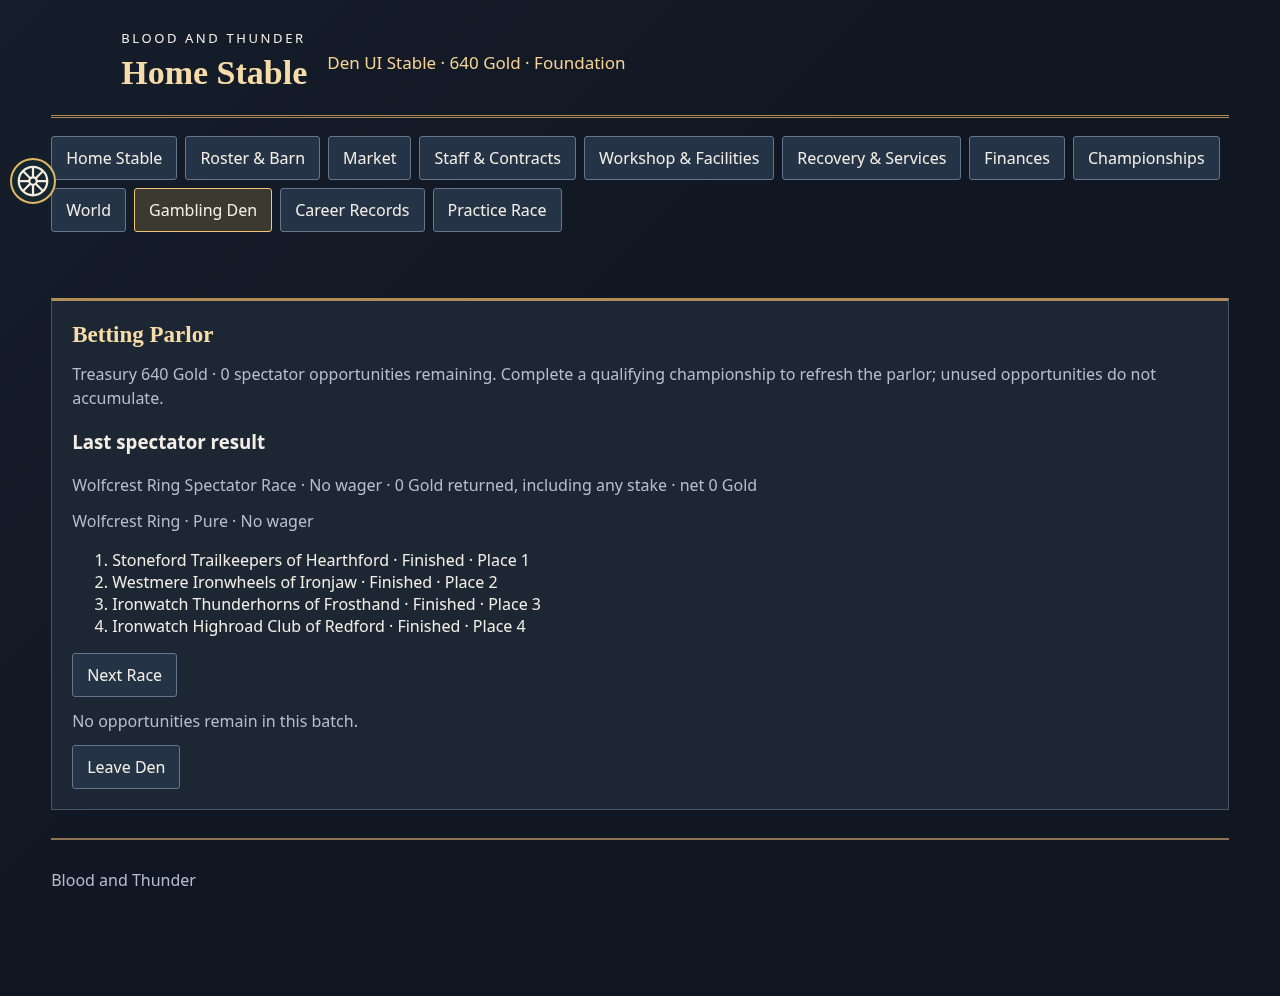 BLOOD AND THUNDER
Home Stable
Den UI Stable · 640 Gold · Foundation
Home Stable
Roster & Barn
Market
Staff & Contracts
Workshop & Facilities
Recovery & Services
Finances
Championships
World
Gambling Den
Career Records
Practice Race
Betting Parlor
Treasury 640 Gold · 0 spectator opportunities remaining. Complete a qualifying championship to refresh the parlor; unused opportunities do not
accumulate.
Last spectator result
Wolfcrest Ring Spectator Race · No wager · 0 Gold returned, including any stake · net 0 Gold
Wolfcrest Ring · Pure · No wager
1. Stoneford Trailkeepers of Hearthford · Finished · Place 1
2. Westmere Ironwheels of Ironjaw · Finished · Place 2
3. Ironwatch Thunderhorns of Frosthand · Finished · Place 3
4. Ironwatch Highroad Club of Redford · Finished · Place 4
Next Race
No opportunities remain in this batch.
Leave Den
Blood and Thunder